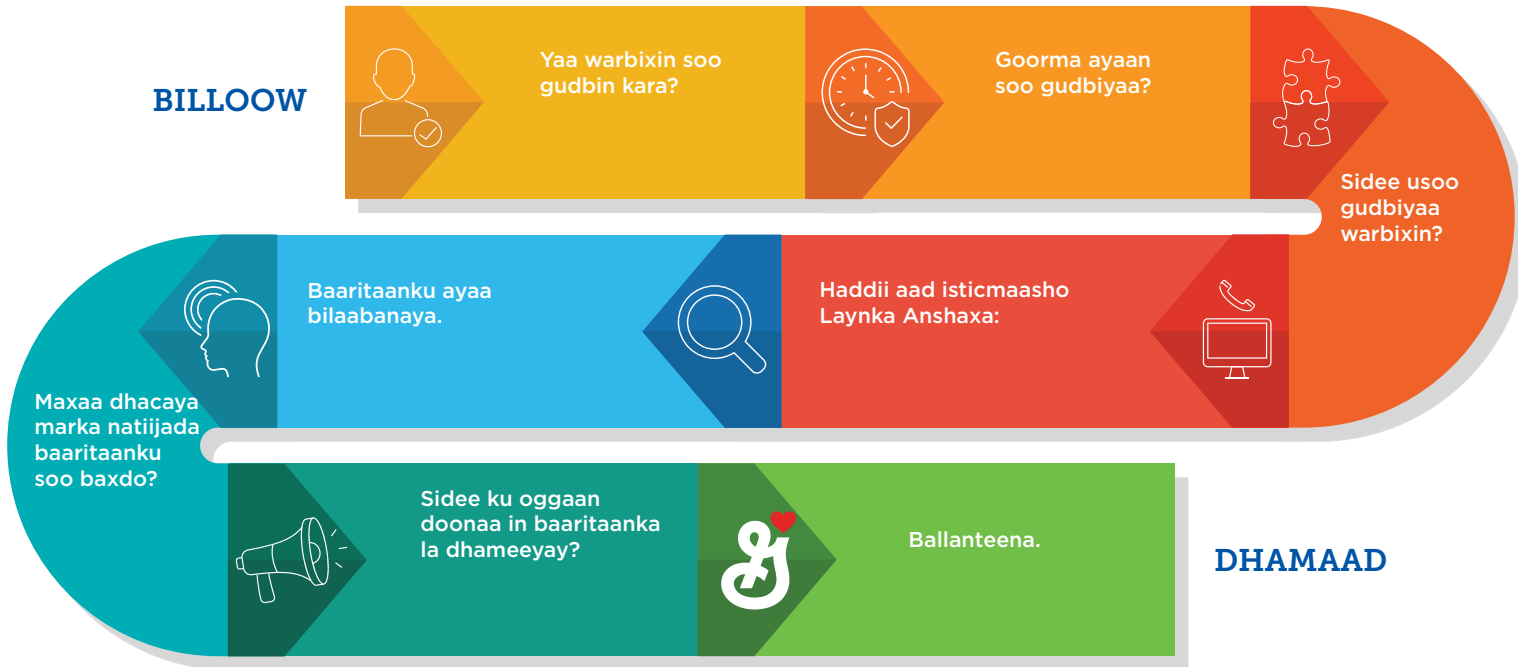 BILLOOW
Yaa warbixin soo
gudbin kara?
Goorma ayaan
soo gudbiyaa?
Sidee usoo
gudbiyaa
warbixin?
Haddii aad isticmaasho
Laynka Anshaxa:
Baaritaanku ayaa
bilaabanaya.
Maxaa dhacaya
marka natiijada
baaritaanku
soo baxdo?
Sidee ku oggaan
doonaa in baaritaanka
la dhameeyay?
Ballanteena.
DHAMAAD